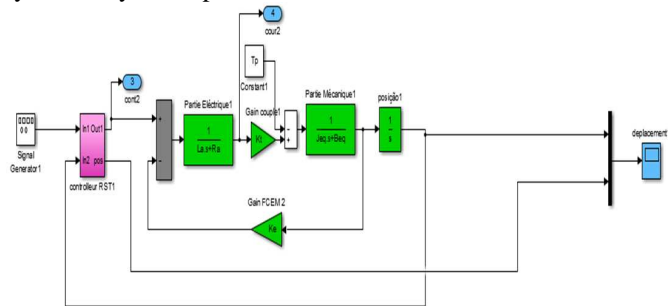 4
cour2
Tp
Constant1
3
cont2
Partie Eléctrique1
Gain couple1
Partie Mécanique1
posição1
in1 Out1
in2 pos
Signal
Generator1
controlleur RST1
+
−
1
La.s+Ra
Kt
−
+
1
Jeq.s+Beq
1
s
deplacement
Gain FCEM 2
Ke